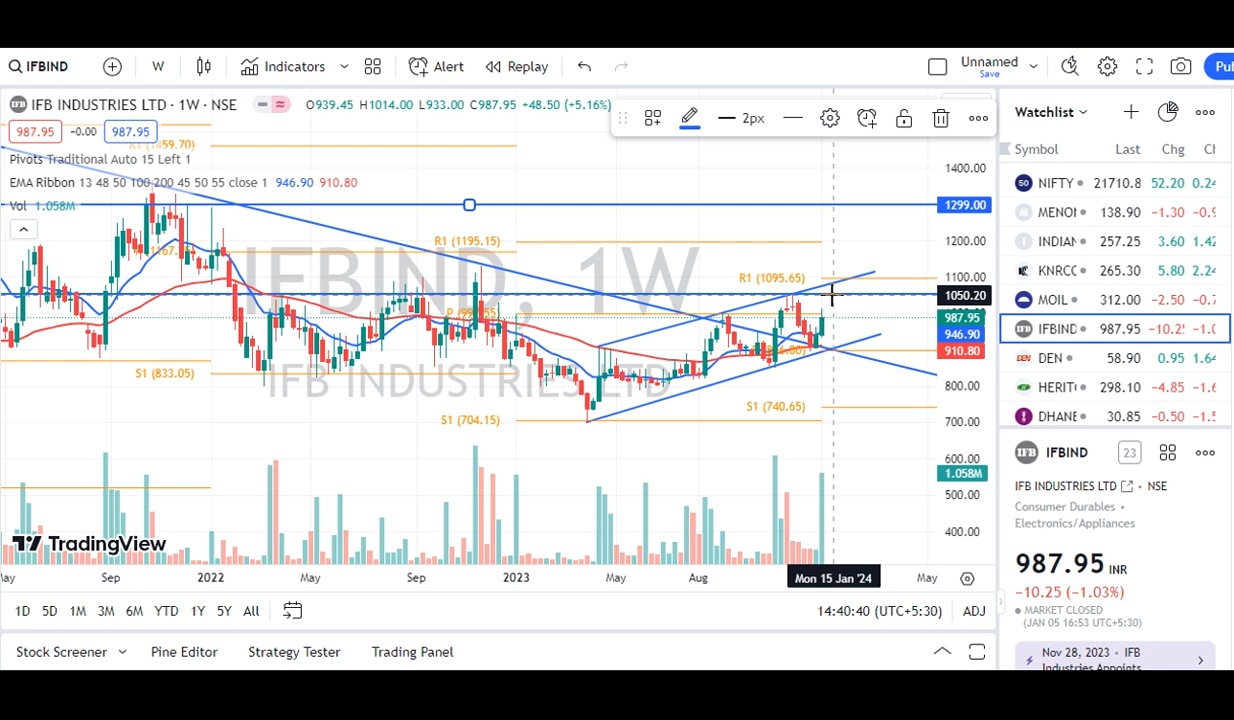 IFBIND W Indicators Alert Replay Unnamed Save
IFB INDUSTRIES LTD · 1W · NSE O939.45 H1014.00 L933.00 C987.95 +48.50 (+5.16%)
2px
987.95 -0.00 987.95
R1 (1459.70)
Pivots Traditional Auto 15 Left 1
EMA Ribbon 13 48 50 100 200 45 50 55 close 1 946.90 910.80
Vol 1.058M
IFBIND, 1W
IFB INDUSTRIES LTD
R1 (1195.15)
R1 (1095.65)
S1 (833.05)
S1 (704.15)
S1 (740.65)
1400.00
1299.00
1200.00
1100.00
1050.20
987.95
946.90
910.80
800.00
700.00
600.00
1.058M
500.00
400.00
TradingView
Sep 2022 May Sep 2023 May Aug Mon 15 Jan '24 May
1D 5D 1M 3M 6M YTD 1Y 5Y All 14:40:40 (UTC+5:30) ADJ
Stock Screener Pine Editor Strategy Tester Trading Panel
Watchlist
Symbol Last Chg
NIFTY 21710.8 52.20
138.90 −1.30
INDIAN 257.25 3.60
KNRCC 265.30 5.80
MOIL 312.00 −2.50
IFBIND 987.95
DEN 58.90 0.95
298.10 −4.85
DHANE 30.85 −0.50
IFBIND 23
IFB INDUSTRIES LTD · NSE
Consumer Durables •
Electronics/Appliances
987.95 INR
−10.25 (−1.03%)
MARKET CLOSED
(JAN 05 16:53 UTC+5:30)
Nov 28, 2023 • IFB
Industries Appoints